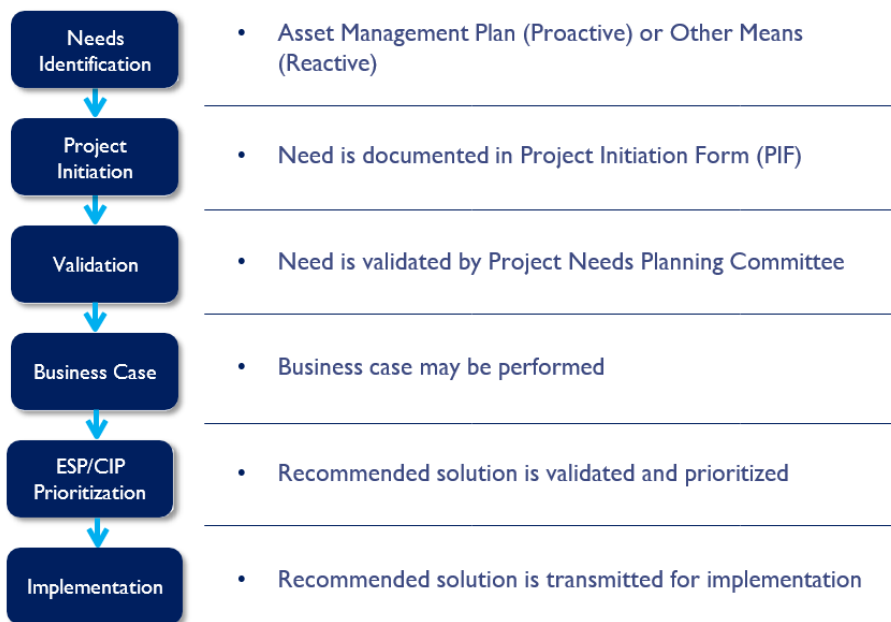 Needs
Identification
• Asset Management Plan (Proactive) or Other Means
(Reactive)
Project
Initiation
• Need is documented in Project Initiation Form (PIF)
Validation
• Need is validated by Project Needs Planning Committee
Business Case
• Business case may be performed
ESP/CIP
Prioritization
• Recommended solution is validated and prioritized
Implementation
• Recommended solution is transmitted for implementation